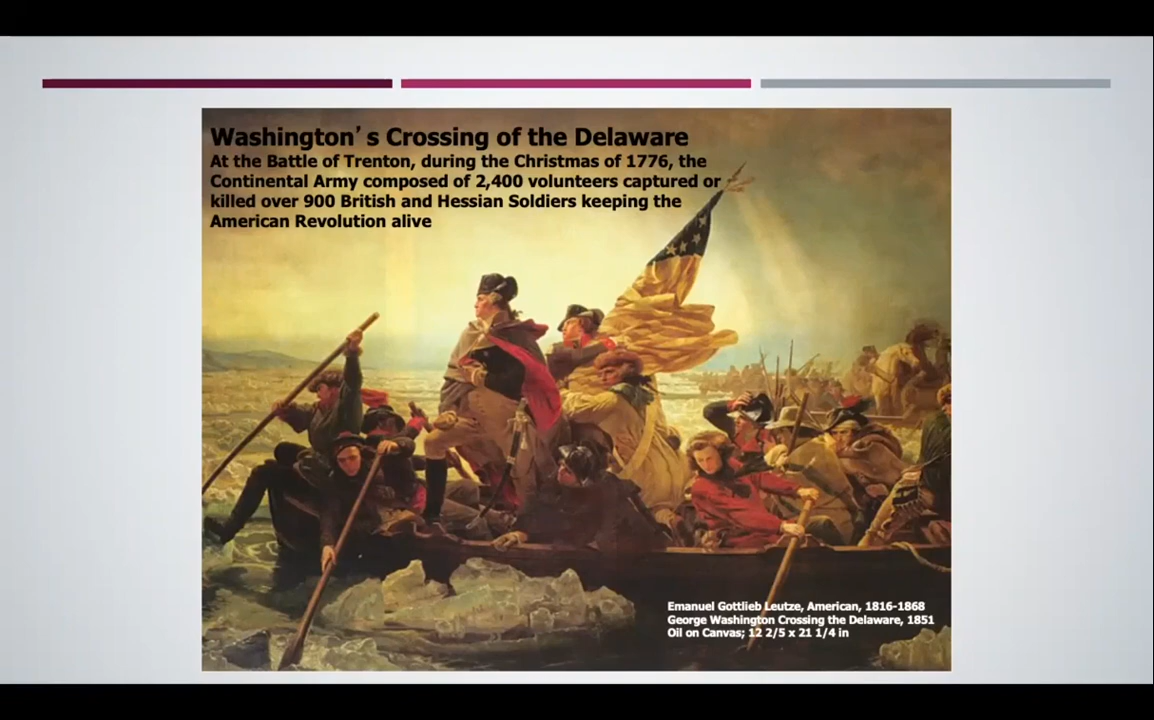 Washington's Crossing of the Delaware
At the Battle of Trenton, during the Christmas of 1776, the
Continental Army composed of 2,400 volunteers captured or
killed over 900 British and Hessian Soldiers keeping the
American Revolution alive
Emanuel Gottlieb Leutze, American, 1816-1868
George Washington Crossing the Delaware, 1851
Oil on Canvas; 12 2/5 x 21 1/4 in